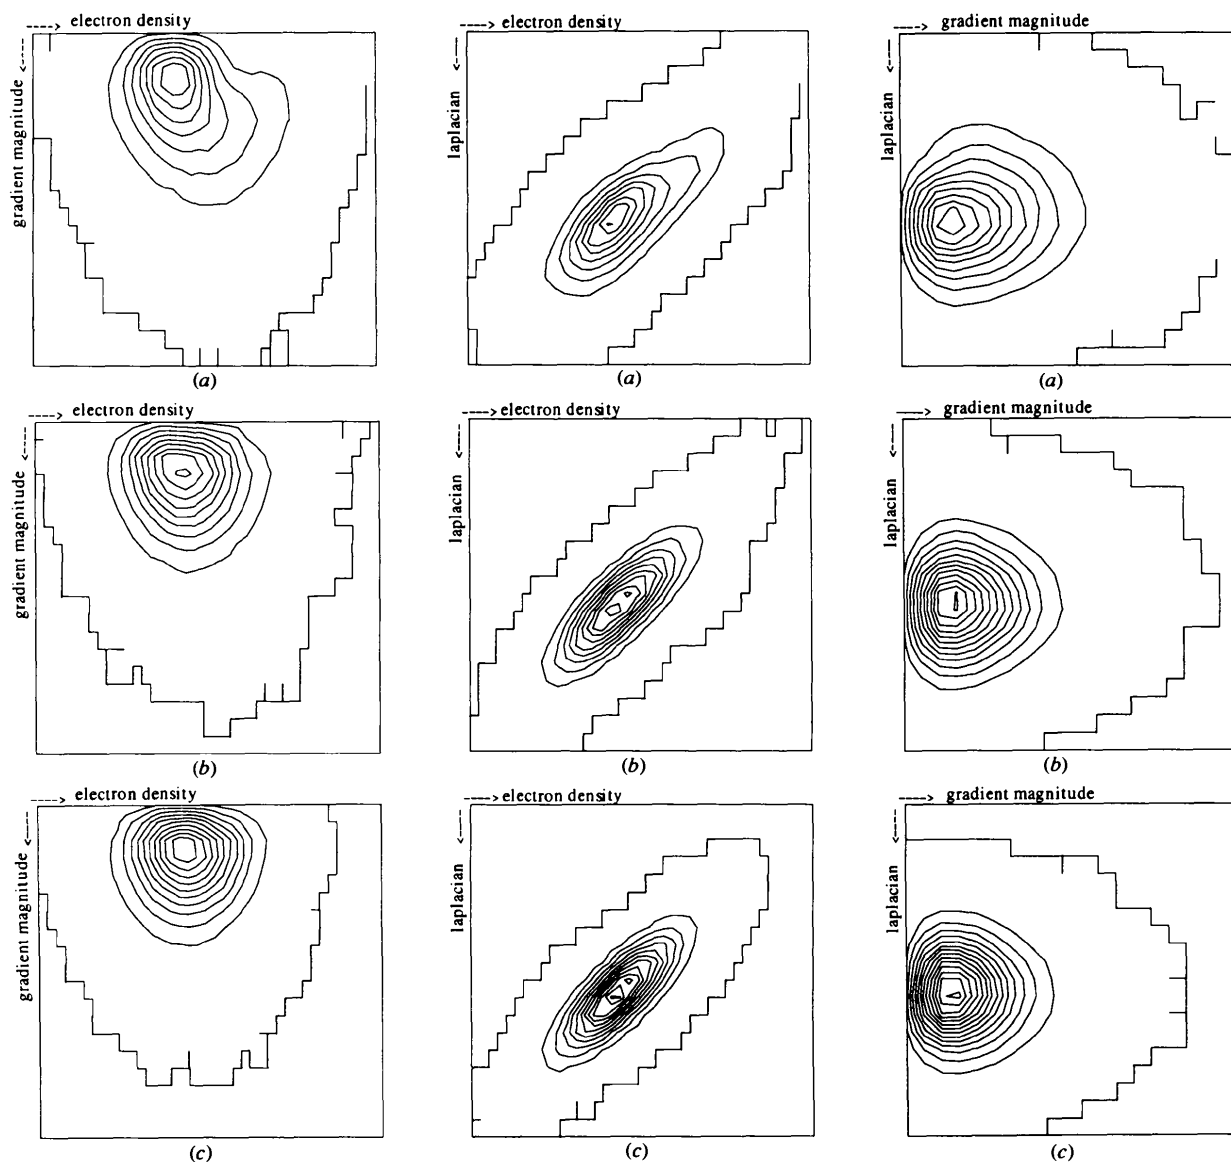 ----> electron density
<---- gradient magnitude
(a)
----> electron density
<---- laplacian
(a)
----> gradient magnitude
<---- laplacian
(a)
----> electron density
<---- gradient magnitude
(b)
----> electron density
<---- laplacian
(b)
----> gradient magnitude
<---- laplacian
(b)
----> electron density
<---- gradient magnitude
(c)
----> electron density
<---- laplacian
(c)
----> gradient magnitude
<---- laplacian
(c)